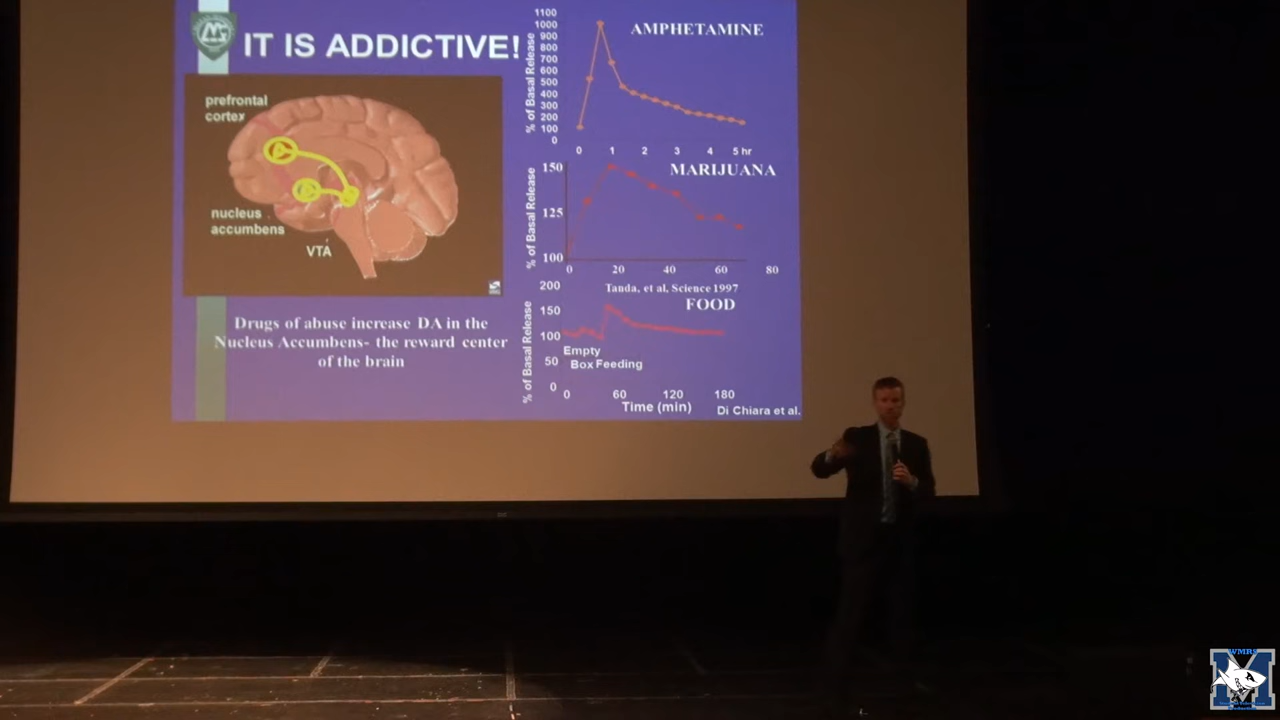 IT IS ADDICTIVE!
prefrontal
cortex
nucleus
accumbens
VTA
Drugs of abuse increase DA in the
Nucleus Accumbens- the reward center
of the brain
AMPHETAMINE
% of Basal Release
1100
1000
900
800
700
600
500
400
300
200
100
0
0 1 2 3 4 5 hr
MARIJUANA
% of Basal Release
150
125
100
0 20 40 60 80
Tanda, et al, Science 1997
FOOD
% of Basal Release
200
150
100
50
0
Empty
Box Feeding
0 60 120 180
Time (min)
Di Chiara et al.
WMRS